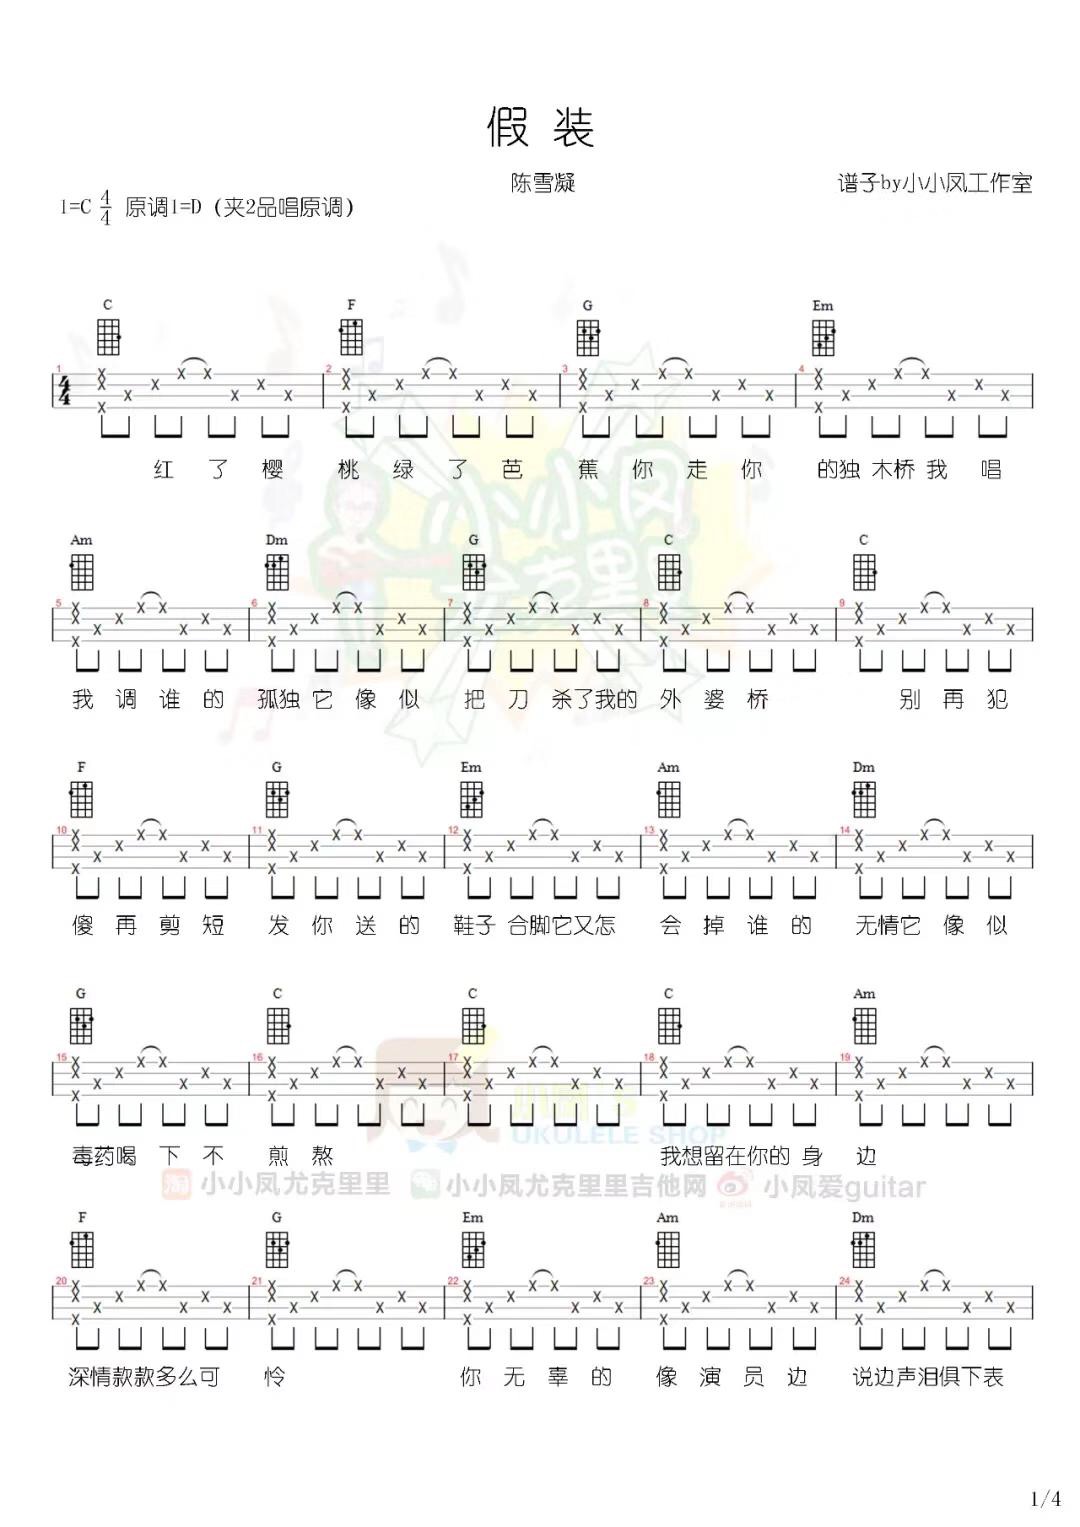 假 装
陈雪凝
谱子by小小凤工作室
1=C 4/4 原调1=D (夹2品唱原调)
C F G Em
1 2 3 4
红 了 樱 桃 绿 了 芭 蕉 你 走 你 的独 木桥 我 唱
Am Dm G C C
5 6 7 8 9
我 调 谁 的 孤独 它 像 似 把 刀 杀了我的 外 婆 桥 别 再 犯
F G Em Am Dm
10 11 12 13 14
傻 再 剪 短 发 你 送 的 鞋子 合脚它又怎 会 掉 谁 的 无情它 像 似
G C C C Am
15 16 17 18 19
小凤's
UKULELE SHOP
毒药喝 下 不 煎 熬 我想留在你的 身 边
淘 小小凤尤克里里 小小凤尤克里里吉他网 小凤爱guitar
F G Em Am Dm
20 21 22 23 24
深情款款多么可 怜 你 无 辜 的 像 演 员 边 说边声泪俱下表
小小凤
尤克里里
1/4